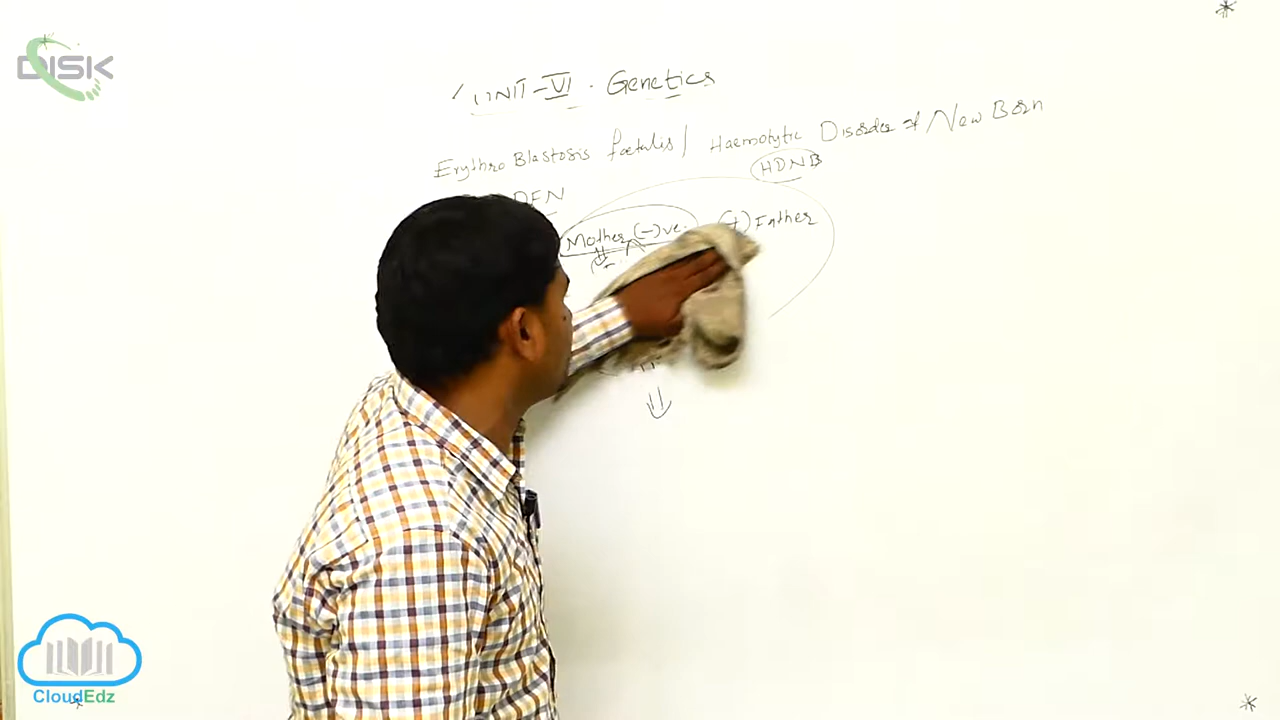 DISK
UNIT-VI . Genetics
Erythro Blastosis foetalis / Haemolytic Disorder of New Born
HDNB
DFN
Mother (-)ve. (+) Father
CloudEdz